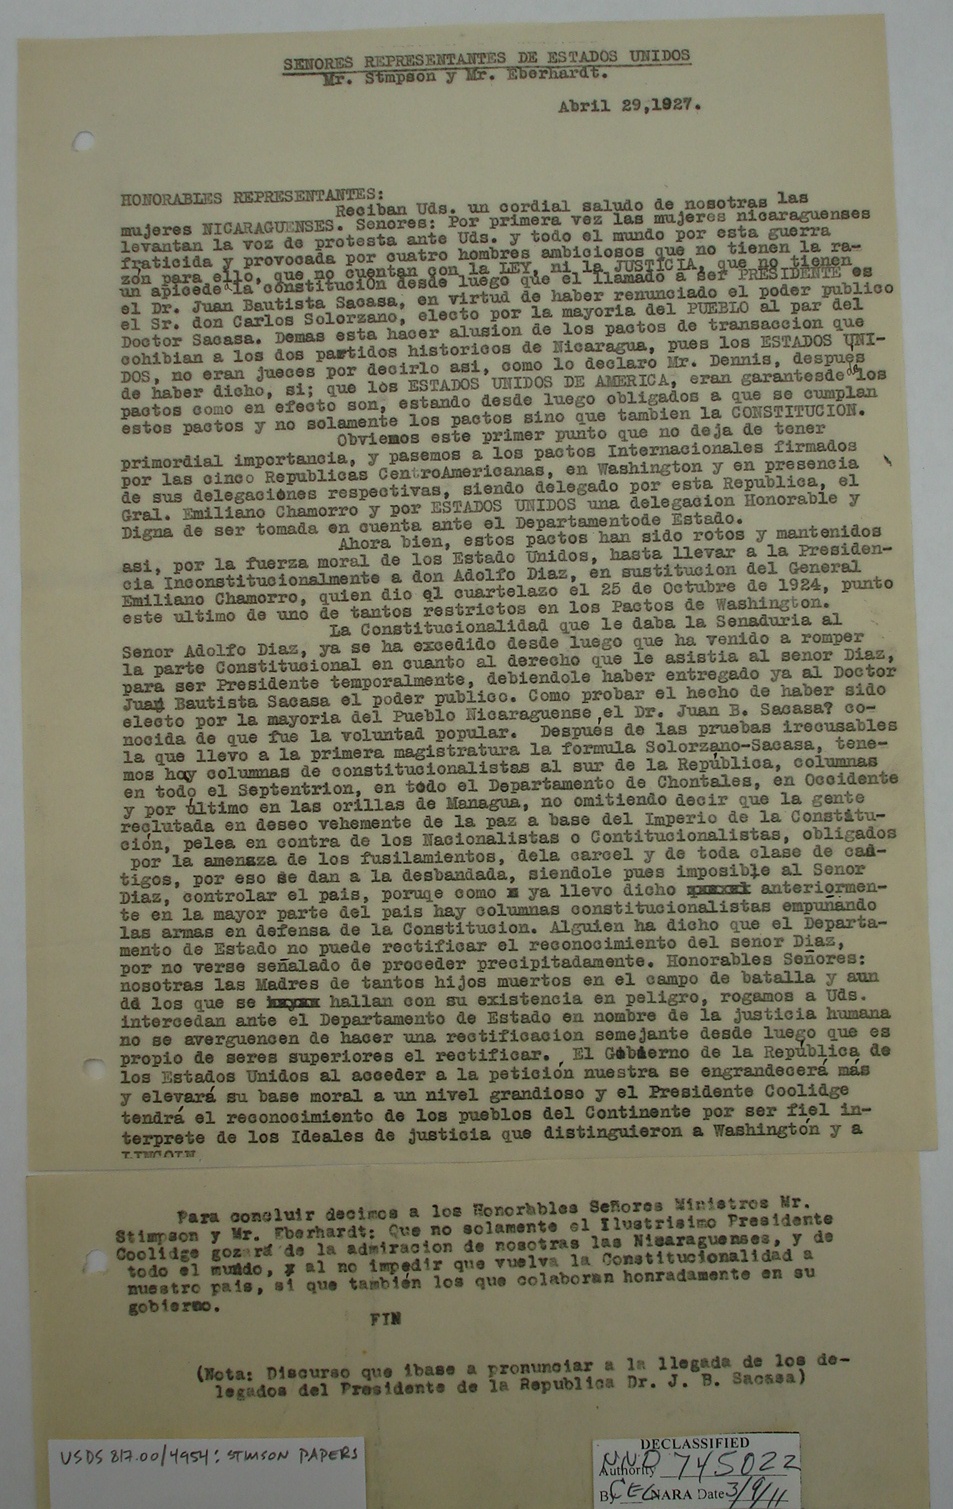 SENORES REPRESENTANTES DE ESTADOS UNIDOS
Mr. Stmpson y Mr. Eberhardt.
Abril 29,1927.
HONORABLES REPRESENTANTES:
Reciban Uds. un cordial saludo de nosotras las
mujeres NICARAGUENSES. Senores: Por primera vez las mujeres nicaraguenses
levantan la voz de protesta ante Uds. y todo el mundo por esta guerra
fraticida y provocada por cuatro hombres ambiciosos que no tienen la ra-
zón para ello, que no cuentan con la LEY, ni la JUSTICIA, que no tienen
un apicede la constitución desde luego que el llamado a ser PRESIDENTE es
el Dr. Juan Bautista Sacasa, en virtud de haber renunciado el poder publico
el Sr. don Carlos Solorzano, electo por la mayoria del PUEBLO al par del
Doctor Sacasa. Demas esta hacer alusion de los pactos de transaccion que
cohibian a los dos partidos historicos de Nicaragua, pues los ESTADOS UNI-
DOS, no eran jueces por decirlo asi, como lo declaro Mr. Dennis, despues
de haber dicho, si; que los ESTADOS UNIDOS DE AMERICA, eran garantesde de los
pactos como en efecto son, estando desde luego obligados a que se cumplan
estos pactos y no solamente los pactos sino que tambien la CONSTITUCION.
Obviemos este primer punto que no deja de tener
primordial importancia, y pasemos a los pactos Internacionales firmados
por las cinco Republicas CentroAmericanas, en Washington y en presencia
de sus delegaciónes respectivas, siendo delegado por esta Republica, el
Gral. Emiliano Chamorro y por ESTADOS UNIDOS una delegacion Honorable y
Digna de ser tomada en cuenta ante el Departamentode Estado.
Ahora bien, estos pactos han sido rotos y mantenidos
asi, por la fuerza moral de los Estado Unidos, hasta llevar a la Presiden-
cia Inconstitucionalmente a don Adolfo Diaz, en sustitucion del General
Emiliano Chamorro, quien dio el cuartelazo el 25 de Octubre de 1924, punto
este ultimo de uno de tantos restrictos en los Pactos de Washington.
La Constitucionalidad que le daba la Senaduria al
Senor Adolfo Diaz, ya se ha excedido desde luego que ha venido a romper
la parte Constitucional en cuanto al derecho que le asistia al senor Diaz,
para ser Presidente temporalmente, debiendole haber entregado ya al Doctor
Juan Bautista Sacasa el poder publico. Como probar el hecho de haber sido
electo por la mayoria del Pueblo Nicaraguense ,el Dr. Juan B. Sacasa? co-
nocida de que fue la voluntad popular. Después de las pruebas irecusables
la que llevo a la primera magistratura la formula Solorzano-Sacasa, tene-
mos hoy columnas de constitucionalistas al sur de la República, columnas
en todo el Septentrion, en todo el Departamento de Chontales, en Occidente
y por último en las orillas de Managua, no omitiendo decir que la gente
reclutada en deseo vehemente de la paz a base del Imperio de la Constitu-
ción, pelea en contra de los Nacionalistas o Contitucionalistas, obligados
por la amenaza de los fusilamientos, dela carcel y de toda clase de cas-
tigos, por eso se dan a la desbandada, siendole pues imposible al Senor
Diaz, controlar el pais, poruqe como ya llevo dicho anteriormen-
te en la mayor parte del pais hay columnas constitucionalistas empunando
las armas en defensa de la Constitucion. Alguien ha dicho que el Departa-
mento de Estado no puede rectificar el reconocimiento del senor Diaz,
por no verse señalado de proceder precipitadamente. Honorables Señores:
nosotras las Madres de tantos hijos muertos en el campo de batalla y aun
dd los que se hallan con su existencia en peligro, rogamos a Uds.
intercedan ante el Departamento de Estado en nombre de la justicia humana
no se averguencen de hacer una rectificacion semejante desde luego que es
propio de seres superiores el rectificar. El Gobierno de la República de
los Estados Unidos al acceder a la petición nuestra se engrandecerá más
y elevará su base moral a un nivel grandioso y el Presidente Coolidge
tendrá el reconocimiento de los pueblos del Continente por ser fiel in-
terprete de los Ideales de justicia que distinguieron a Washingtón y a
LINCOLN
Para concluir decimos a los Honorables Señores Ministros Mr.
Stimpson y Mr. Eberhardt: Que no solamente el Ilustrisimo Presidente
Coolidge gozará de la admiracion de nosotras las Nicaraguenses, y de
todo el mundo, y al no impedir que vuelva la Constitucionalidad a
nuestro pais, si que también los que colaboran honradamente en su
gobierno.
FIN
(Nota: Discurso que ibase a pronunciar a la llegada de los de-
legados del Presidente de la Republica Dr. J. B. Sacasa)
USDS 817.00/4954: STIMSON PAPERS
DECLASSIFIED
Authority NND 745022
By CEG NARA Date 3/9/11